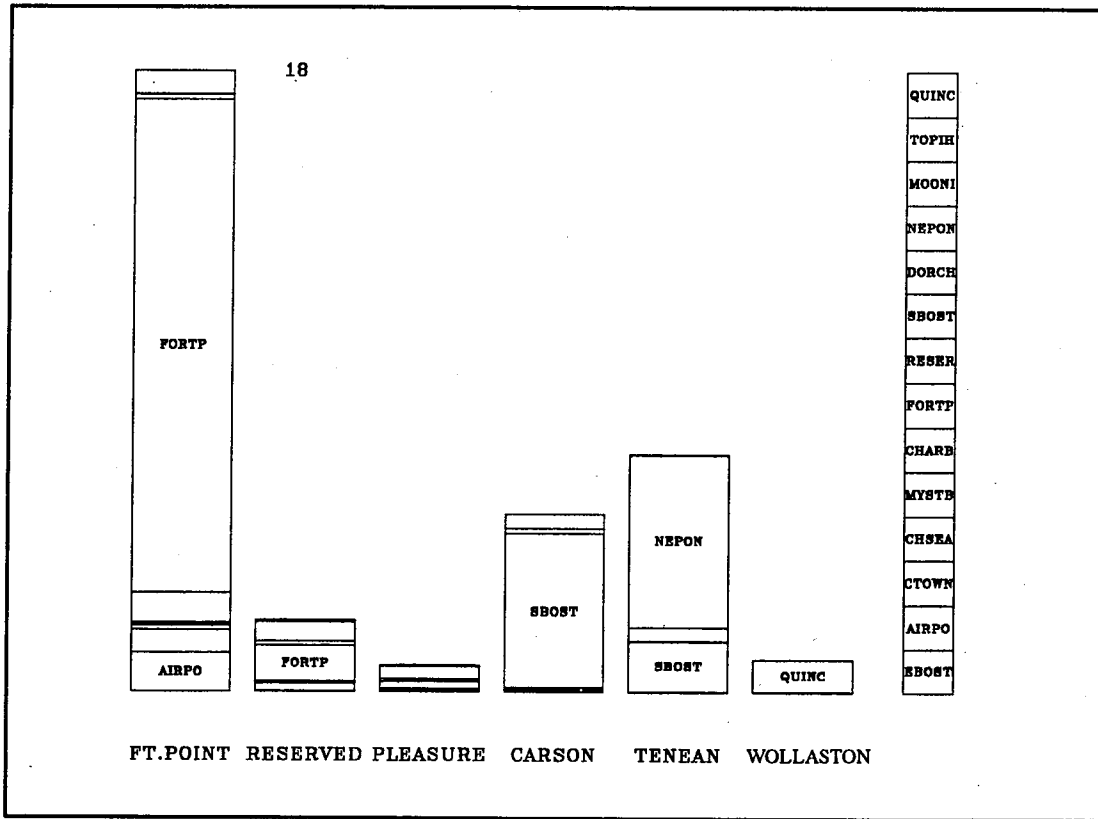 18
FORTP
AIRPO
FORTP
SBOST
NEPON
SBOST
QUINC
QUINC
TOPIH
MOONI
NEPON
DORCH
SBOST
RESER
FORTP
CHARB
MYSTB
CHSEA
CTOWN
AIRPO
EBOST
FT.POINT RESERVED PLEASURE CARSON TENEAN WOLLASTON